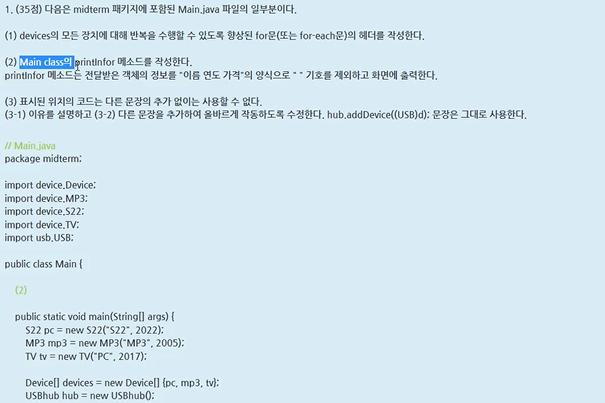 1. (35점) 다음은 midterm 패키지에 포함된 Main.java 파일의 일부분이다.
(1) devices의 모든 장치에 대해 반복을 수행할 수 있도록 향상된 for문(또는 for-each문)의 헤더를 작성한다.
(2) Main class의 printInfor 메소드를 작성한다.
printInfor 메소드는 전달받은 객체의 정보를 "이름 연도 가격"의 양식으로 " " 기호를 제외하고 화면에 출력한다.
(3) 표시된 위치의 코드는 다른 문장의 추가 없이는 사용할 수 없다.
(3-1) 이유를 설명하고 (3-2) 다른 문장을 추가하여 올바르게 작동하도록 수정한다. hub.addDevice((USB)d); 문장은 그대로 사용한다.
// Main.java
package midterm;
import device.Device;
import device.MP3;
import device.S22;
import device.TV;
import usb.USB;
public class Main {
(2)
public static void main(String[] args) {
S22 pc = new S22("S22", 2022);
MP3 mp3 = new MP3("MP3", 2005);
TV tv = new TV("PC", 2017);
Device[] devices = new Device[] {pc, mp3, tv};
USBhub hub = new USBhub();